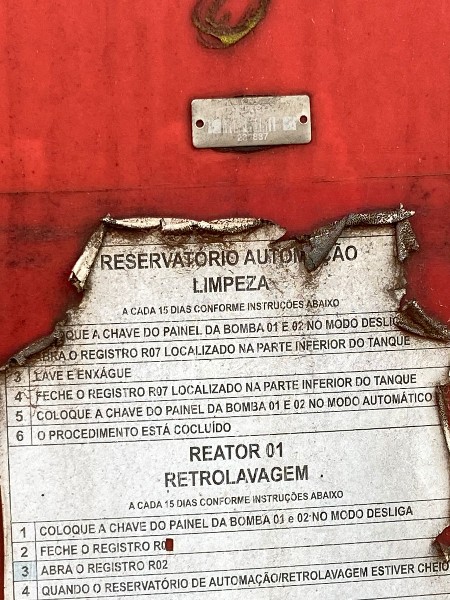 RESERVATÓRIO AUTOMAÇÃO
LIMPEZA
A CADA 15 DIAS CONFORME INSTRUÇÕES ABAIXO
QUE A CHAVE DO PAINEL DA BOMBA 01 E 02 NO MODO DESLIG
ABRA O REGISTRO R07 LOCALIZADO NA PARTE INFERIOR DO TANQUE
3 LAVE E ENXÁGUE
4 FECHE O REGISTRO R07 LOCALIZADO NA PARTE INFERIOR DO TANQUE
5 COLOQUE A CHAVE DO PAINEL DA BOMBA 01 E 02 NO MODO AUTOMÁTICO
6 O PROCEDIMENTO ESTÁ COCLUÍDO
REATOR 01
RETROLAVAGEM
A CADA 15 DIAS CONFORME INSTRUÇÕES ABAIXO
1 COLOQUE A CHAVE DO PAINEL DA BOMBA 01 e 02 NO MODO DESLIGA
2 FECHE O REGISTRO R0
3 ABRA O REGISTRO R02
4 QUANDO O RESERVATÓRIO DE AUTOMAÇÃO/RETROLAVAGEM ESTIVER CHEIO